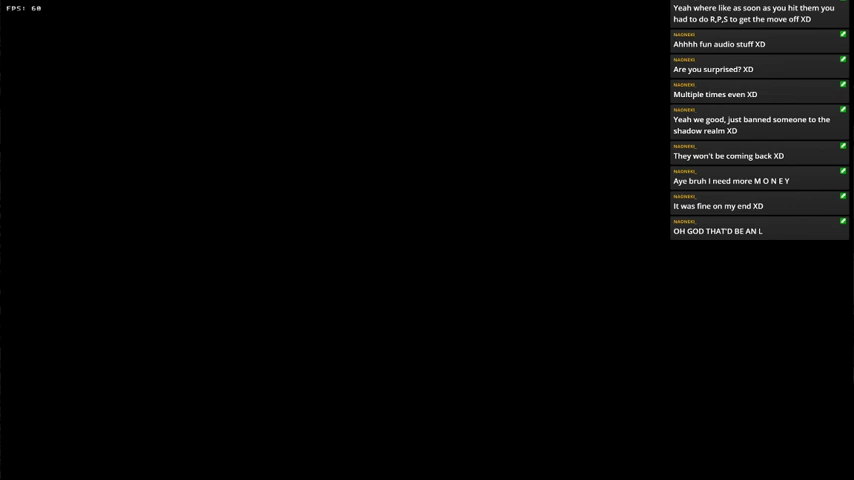 FPS: 60
Yeah where like as soon as you hit them you
had to do R,P,S to get the move off XD
NAONEKI_
Ahhhh fun audio stuff XD
NAONEKI_
Are you surprised? XD
NAONEKI_
Multiple times even XD
NAONEKI_
Yeah we good, just banned someone to the
shadow realm XD
NAONEKI_
They won't be coming back XD
NAONEKI_
Aye bruh I need more M O N E Y
NAONEKI_
It was fine on my end XD
NAONEKI_
OH GOD THAT'D BE AN L